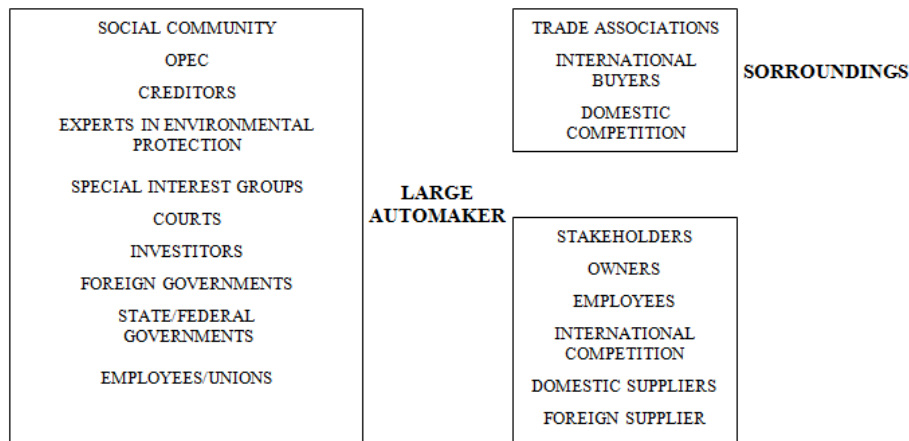 SOCIAL COMMUNITY
OPEC
CREDITORS
EXPERTS IN ENVIRONMENTAL
PROTECTION
SPECIAL INTEREST GROUPS
COURTS
INVESTITORS
FOREIGN GOVERNMENTS
STATE/FEDERAL
GOVERNMENTS
EMPLOYEES/UNIONS
LARGE
AUTOMAKER
TRADE ASSOCIATIONS
INTERNATIONAL
BUYERS
DOMESTIC
COMPETITION
SORROUNDINGS
STAKEHOLDERS
OWNERS
EMPLOYEES
INTERNATIONAL
COMPETITION
DOMESTIC SUPPLIERS
FOREIGN SUPPLIER